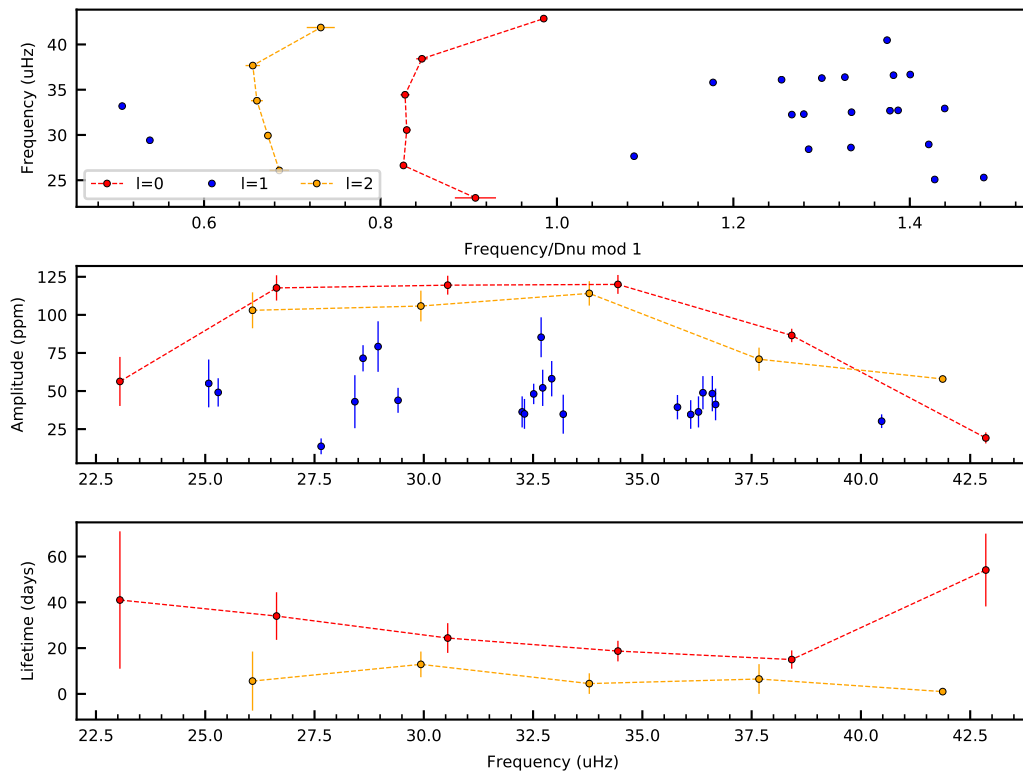 Frequency (uHz)
40
35
30
25
l=0 l=1 l=2
0.6 0.8 1.0 1.2 1.4
Frequency/Dnu mod 1
Amplitude (ppm)
125
100
75
50
25
22.5 25.0 27.5 30.0 32.5 35.0 37.5 40.0 42.5
Lifetime (days)
60
40
20
0
22.5 25.0 27.5 30.0 32.5 35.0 37.5 40.0 42.5
Frequency (uHz)